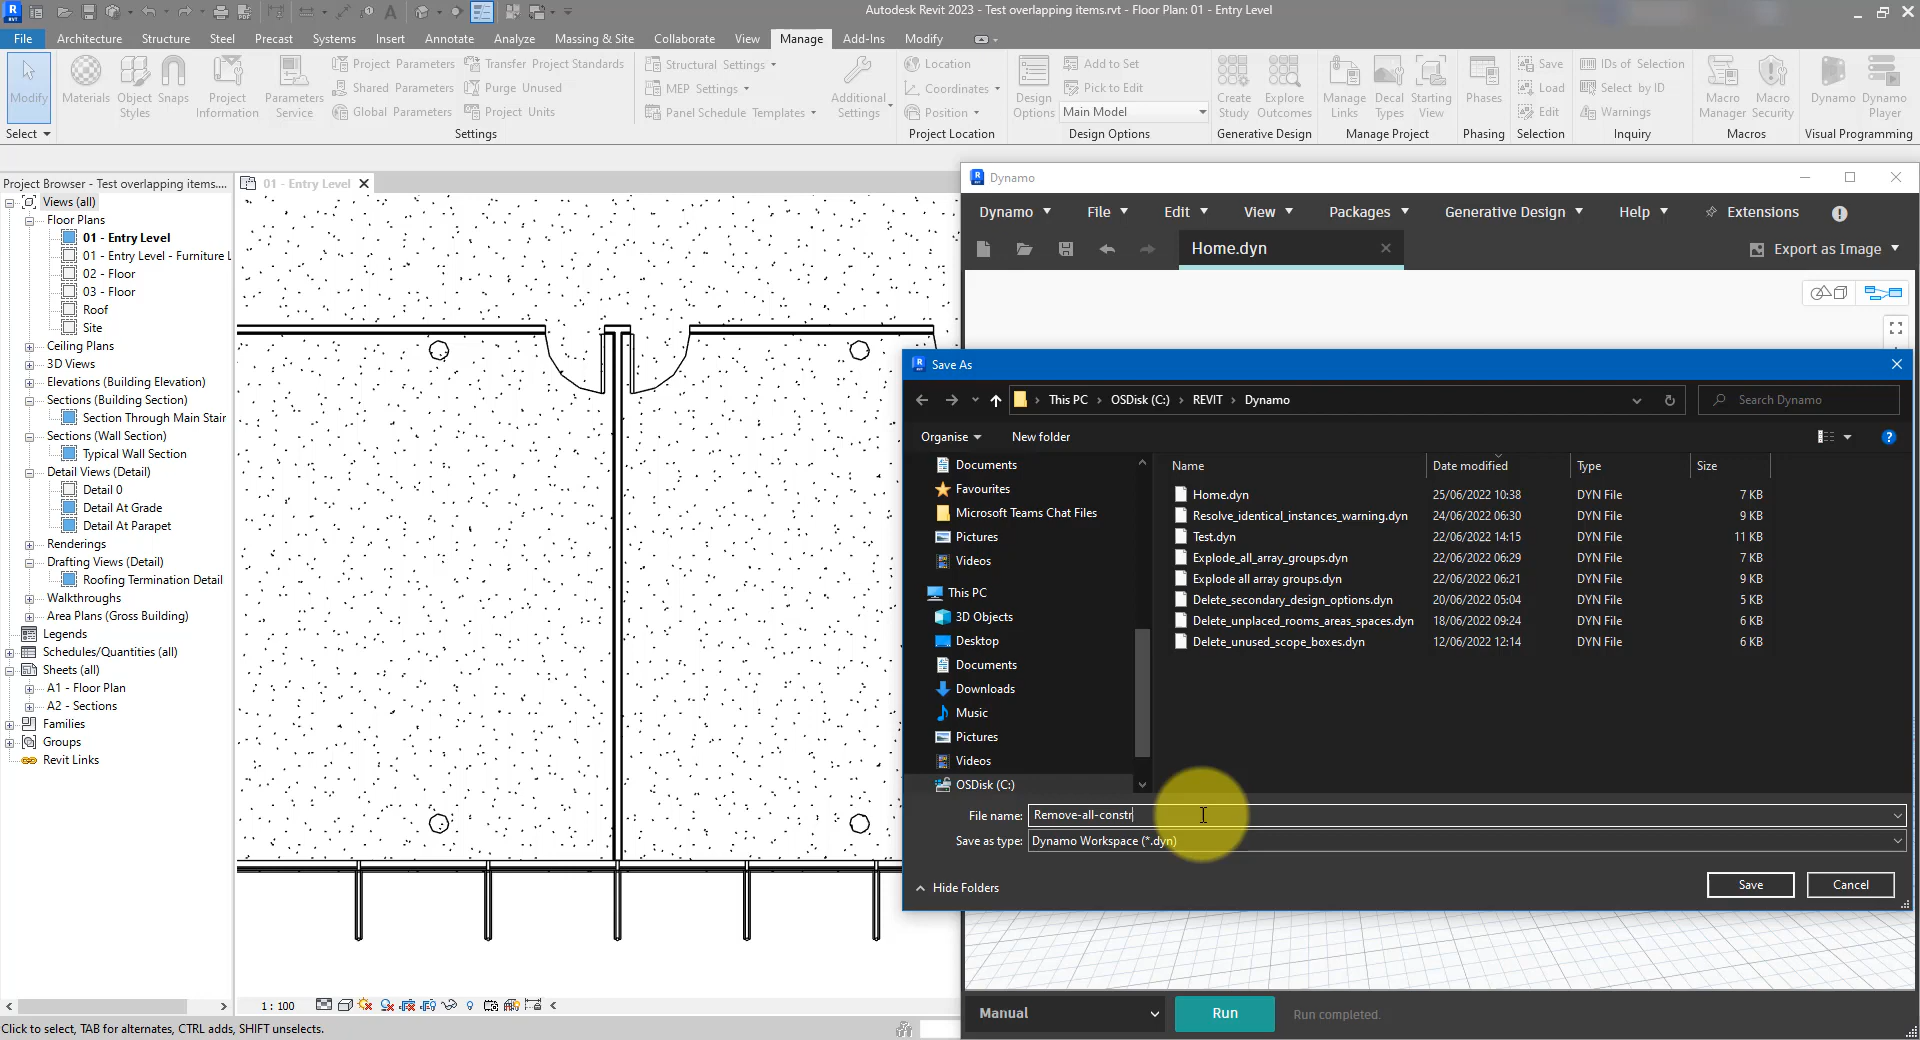 Autodesk Revit 2023 - Test overlapping items.rvt - Floor Plan: 01 - Entry Level
File Architecture Structure Steel Precast Systems Insert Annotate Analyze Massing & Site Collaborate View Manage Add-Ins Modify
Modify
Select
Materials
Object Styles
Snaps
Project Information
Parameters Service
Project Parameters
Shared Parameters
Global Parameters
Transfer Project Standards
Purge Unused
Project Units
Settings
Structural Settings
MEP Settings
Panel Schedule Templates
Additional Settings
Location
Coordinates
Position
Project Location
Design Options
Add to Set
Pick to Edit
Main Model
Design Options
Create Study
Explore Outcomes
Generative Design
Manage Links
Decal Types
Starting View
Manage Project
Phases
Phasing
Save
Load
Edit
Selection
IDs of Selection
Select by ID
Warnings
Inquiry
Macro Manager
Macro Security
Macros
Dynamo
Dynamo Player
Visual Programming
Project Browser - Test overlapping items....
Views (all)
Floor Plans
01 - Entry Level
01 - Entry Level - Furniture L
02 - Floor
03 - Floor
Roof
Site
Ceiling Plans
3D Views
Elevations (Building Elevation)
Sections (Building Section)
Section Through Main Stair
Sections (Wall Section)
Typical Wall Section
Detail Views (Detail)
Detail 0
Detail At Grade
Detail At Parapet
Renderings
Drafting Views (Detail)
Roofing Termination Detail
Walkthroughs
Area Plans (Gross Building)
Legends
Schedules/Quantities (all)
Sheets (all)
A1 - Floor Plan
A2 - Sections
Families
Groups
Revit Links
01 - Entry Level
1 : 100
Click to select, TAB for alternates, CTRL adds, SHIFT unselects.
Dynamo
Dynamo File Edit View Packages Generative Design Help Extensions
Home.dyn
Export as Image
Save As
This PC › OSDisk (C:) › REVIT › Dynamo
Search Dynamo
Organise New folder
Documents
Favourites
Microsoft Teams Chat Files
Pictures
Videos
This PC
3D Objects
Desktop
Documents
Downloads
Music
Pictures
Videos
OSDisk (C:)
Name Date modified Type Size
Home.dyn 25/06/2022 10:38 DYN File 7 KB
Resolve_identical_instances_warning.dyn 24/06/2022 06:30 DYN File 9 KB
Test.dyn 22/06/2022 14:15 DYN File 11 KB
Explode_all_array_groups.dyn 22/06/2022 06:29 DYN File 7 KB
Explode all array groups.dyn 22/06/2022 06:21 DYN File 9 KB
Delete_secondary_design_options.dyn 20/06/2022 05:04 DYN File 5 KB
Delete_unplaced_rooms_areas_spaces.dyn 18/06/2022 09:24 DYN File 6 KB
Delete_unused_scope_boxes.dyn 12/06/2022 12:14 DYN File 6 KB
File name: Remove-all-constr
Save as type: Dynamo Workspace (*.dyn)
Hide Folders
Save
Cancel
Manual
Run
Run completed.